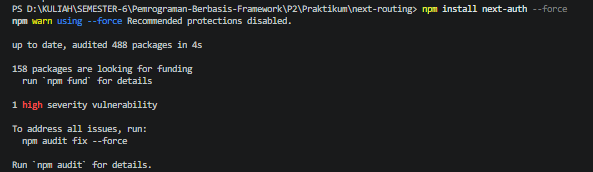 PS D:\KULIAH\SEMESTER-6\Pemrograman-Berbasis-Framework\P2\Praktikum\next-routing> npm install next-auth --force
npm warn using --force Recommended protections disabled.
up to date, audited 488 packages in 4s
158 packages are looking for funding
  run `npm fund` for details
1 high severity vulnerability
To address all issues, run:
  npm audit fix --force
Run `npm audit` for details.